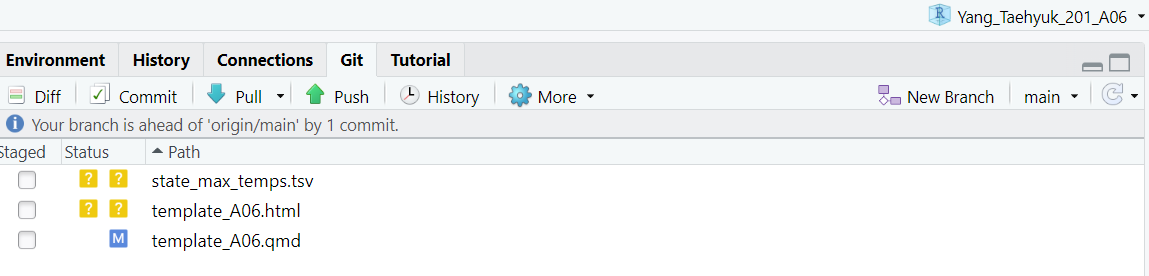 Yang_Taehyuk_201_A06
Environment History Connections Git Tutorial
Diff Commit Pull Push History More New Branch main
Your branch is ahead of 'origin/main' by 1 commit.
Staged Status Path
? ? state_max_temps.tsv
? ? template_A06.html
M template_A06.qmd